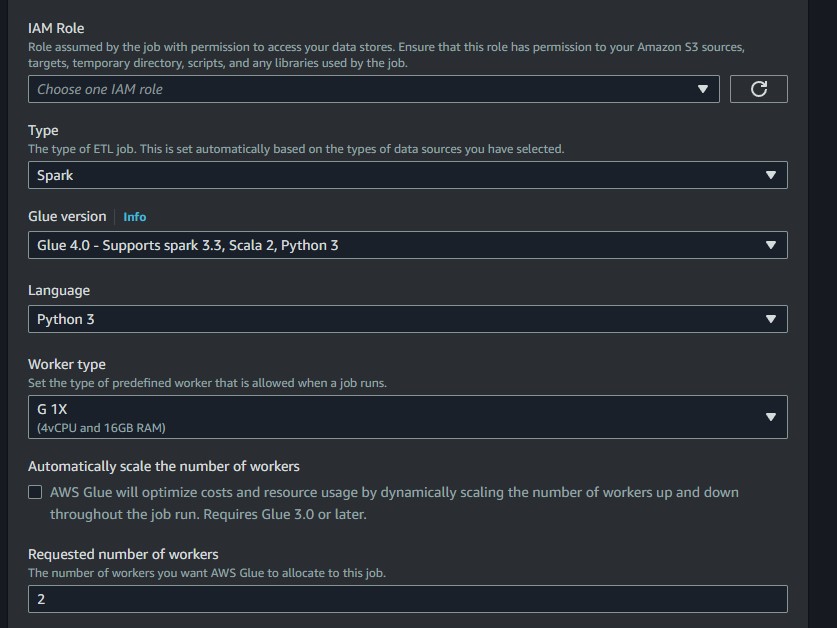 IAM Role
Role assumed by the job with permission to access your data stores. Ensure that this role has permission to your Amazon S3 sources,
targets, temporary directory, scripts, and any libraries used by the job.
Choose one IAM role
Type
The type of ETL job. This is set automatically based on the types of data sources you have selected.
Spark
Glue version Info
Glue 4.0 - Supports spark 3.3, Scala 2, Python 3
Language
Python 3
Worker type
Set the type of predefined worker that is allowed when a job runs.
G 1X
(4vCPU and 16GB RAM)
Automatically scale the number of workers
AWS Glue will optimize costs and resource usage by dynamically scaling the number of workers up and down
throughout the job run. Requires Glue 3.0 or later.
Requested number of workers
The number of workers you want AWS Glue to allocate to this job.
2